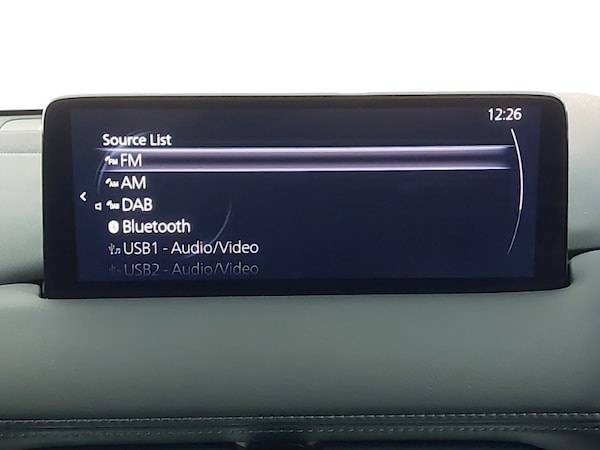 12:26
Source List
FM
AM
DAB
Bluetooth
USB1 - Audio/Video
USB2 - Audio/Video